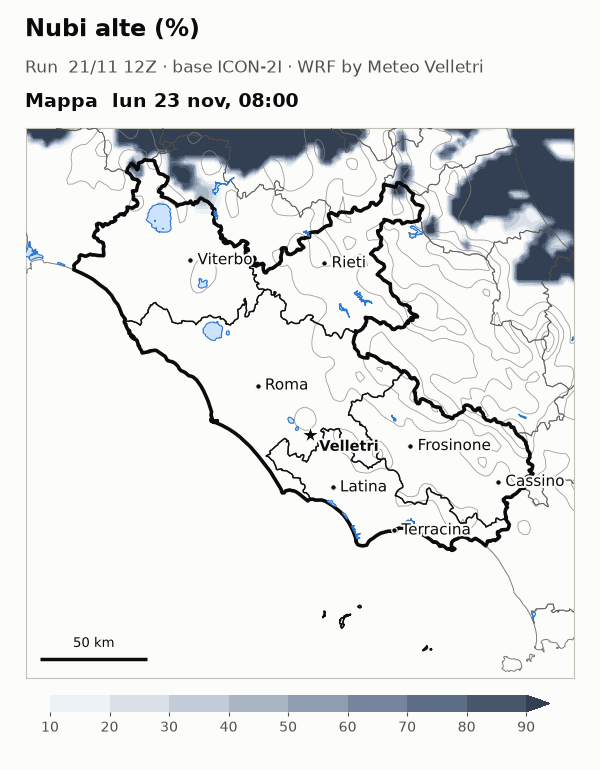 Nubi alte (%)
Run 21/11 12Z · base ICON-2I · WRF by Meteo Velletri
Mappa lun 23 nov, 08:00
Viterbo
Rieti
Roma
Velletri
Frosinone
Latina
Cassino
Terracina
50 km
10 20 30 40 50 60 70 80 90